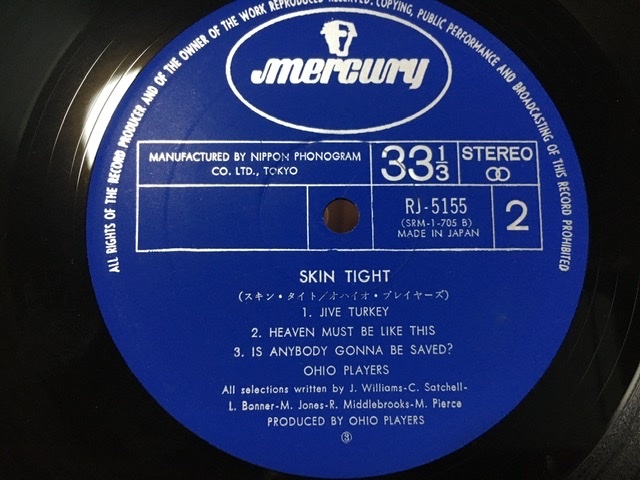 ALL RIGHTS OF THE RECORD PRODUCER AND OF THE OWNER OF THE WORK REPRODUCED RESERVED. COPYING, PUBLIC PERFORMANCE AND BROADCASTING OF THIS RECORD PROHIBITED
mercury
MANUFACTURED BY NIPPON PHONOGRAM
CO. LTD., TOKYO
33 1/3
STEREO
RJ-5155
(SRM-1-705 B)
MADE IN JAPAN
2
SKIN TIGHT
(スキン・タイト/オハイオ・プレイヤーズ)
1. JIVE TURKEY
2. HEAVEN MUST BE LIKE THIS
3. IS ANYBODY GONNA BE SAVED?
OHIO PLAYERS
All selections written by J. Williams-C. Satchell-
L. Bonner-M. Jones-R. Middlebrooks-M. Pierce
PRODUCED BY OHIO PLAYERS
③